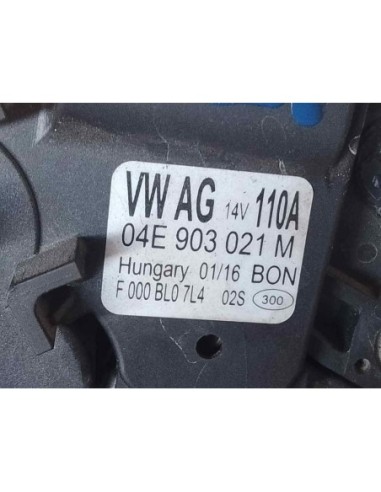 VW AG 14V 110A
04E 903 021 M
Hungary 01/16 BON
F 000 BL0 7L4 02S 300